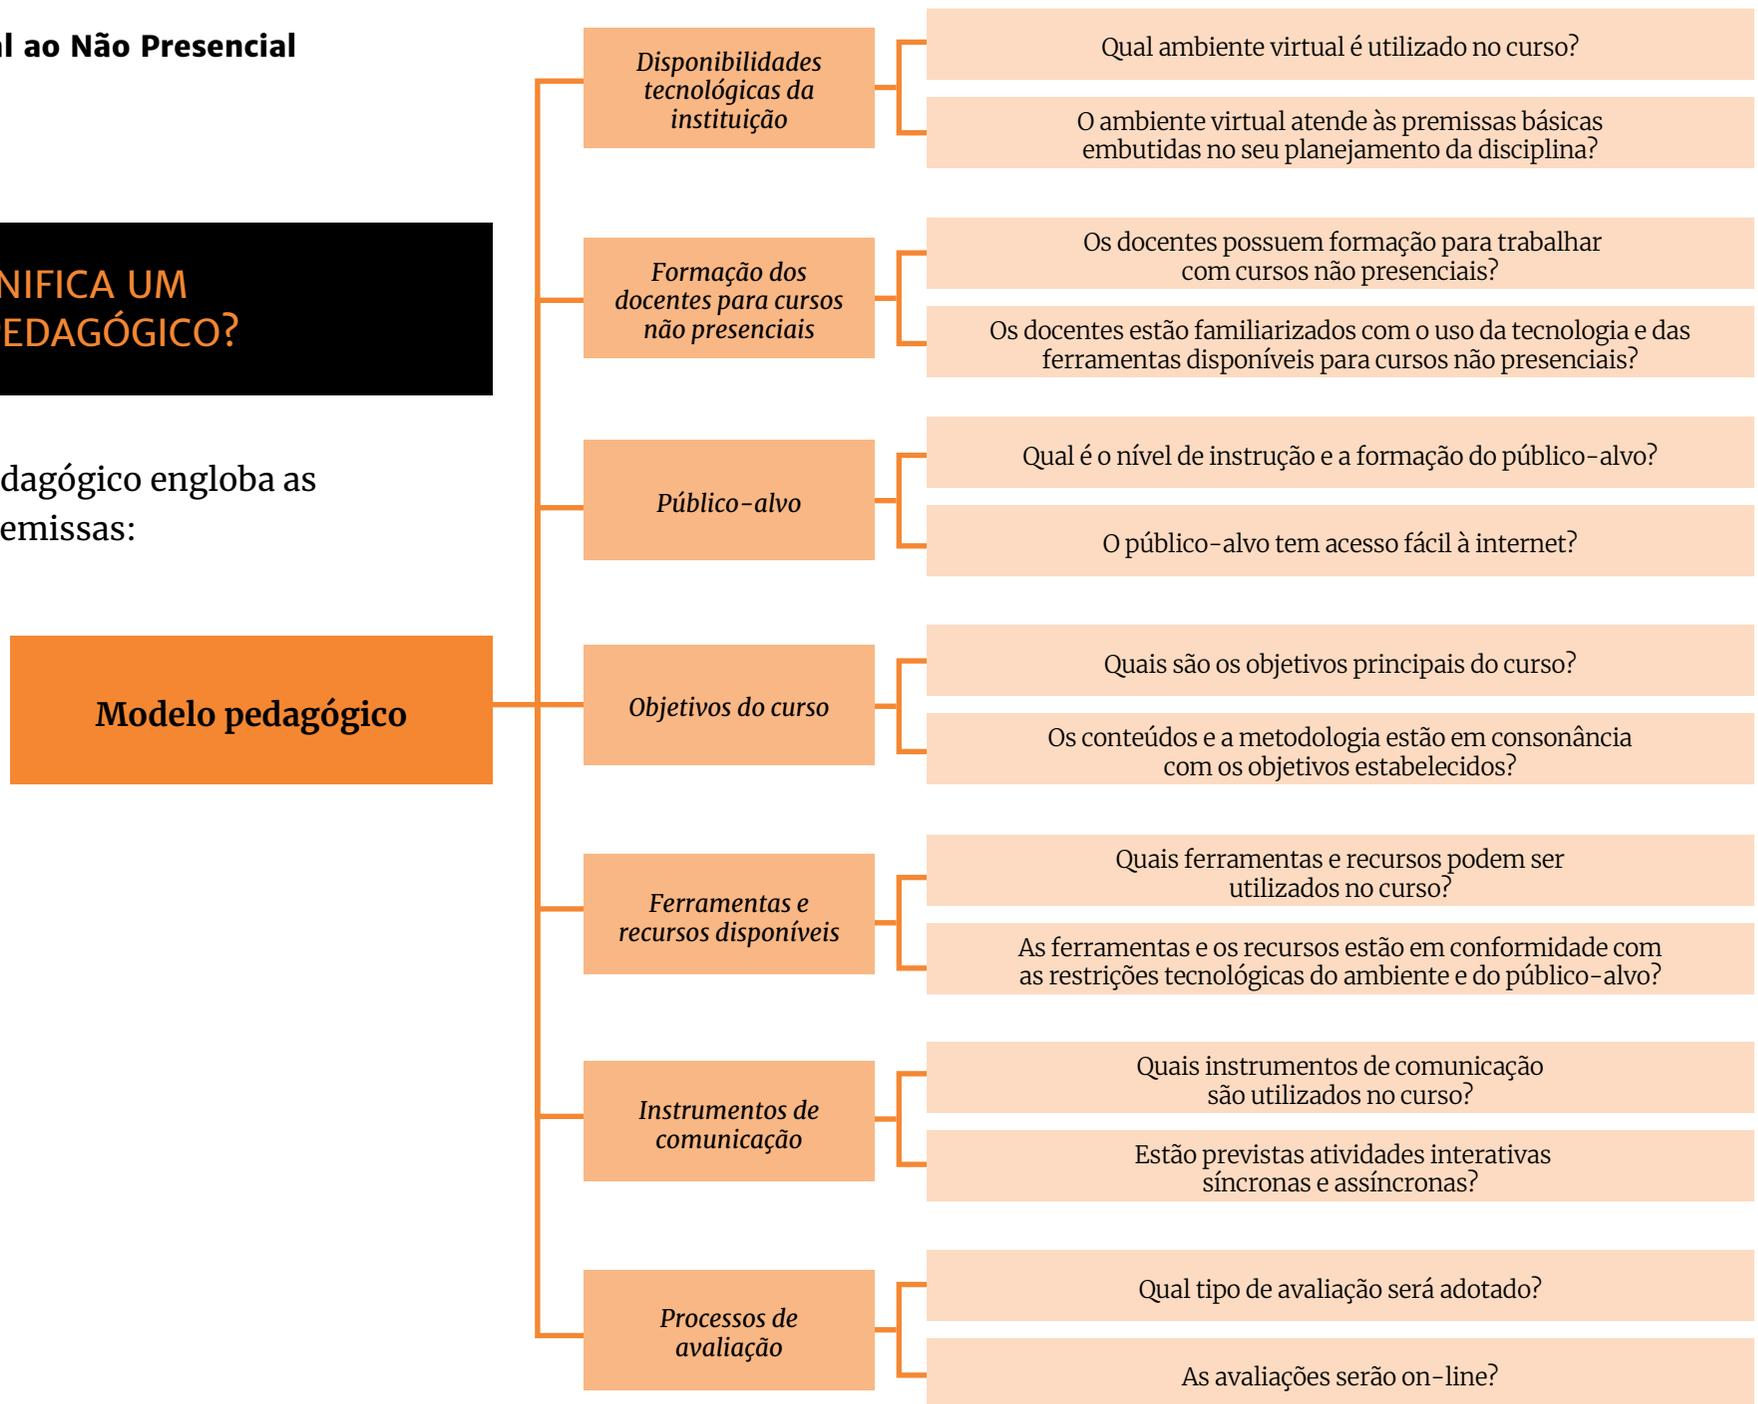 l ao Não Presencial
NIFICA UM
PEDAGÓGICO?
dagógico engloba as
emissas:
Modelo pedagógico
Disponibilidades
tecnológicas da
instituição
Qual ambiente virtual é utilizado no curso?
O ambiente virtual atende às premissas básicas
embutidas no seu planejamento da disciplina?
Formação dos
docentes para cursos
não presenciais
Os docentes possuem formação para trabalhar
com cursos não presenciais?
Os docentes estão familiarizados com o uso da tecnologia e das
ferramentas disponíveis para cursos não presenciais?
Público-alvo
Qual é o nível de instrução e a formação do público-alvo?
O público-alvo tem acesso fácil à internet?
Objetivos do curso
Quais são os objetivos principais do curso?
Os conteúdos e a metodologia estão em consonância
com os objetivos estabelecidos?
Ferramentas e
recursos disponíveis
Quais ferramentas e recursos podem ser
utilizados no curso?
As ferramentas e os recursos estão em conformidade com
as restrições tecnológicas do ambiente e do público-alvo?
Instrumentos de
comunicação
Quais instrumentos de comunicação
são utilizados no curso?
Estão previstas atividades interativas
síncronas e assíncronas?
Processos de
avaliação
Qual tipo de avaliação será adotado?
As avaliações serão on-line?